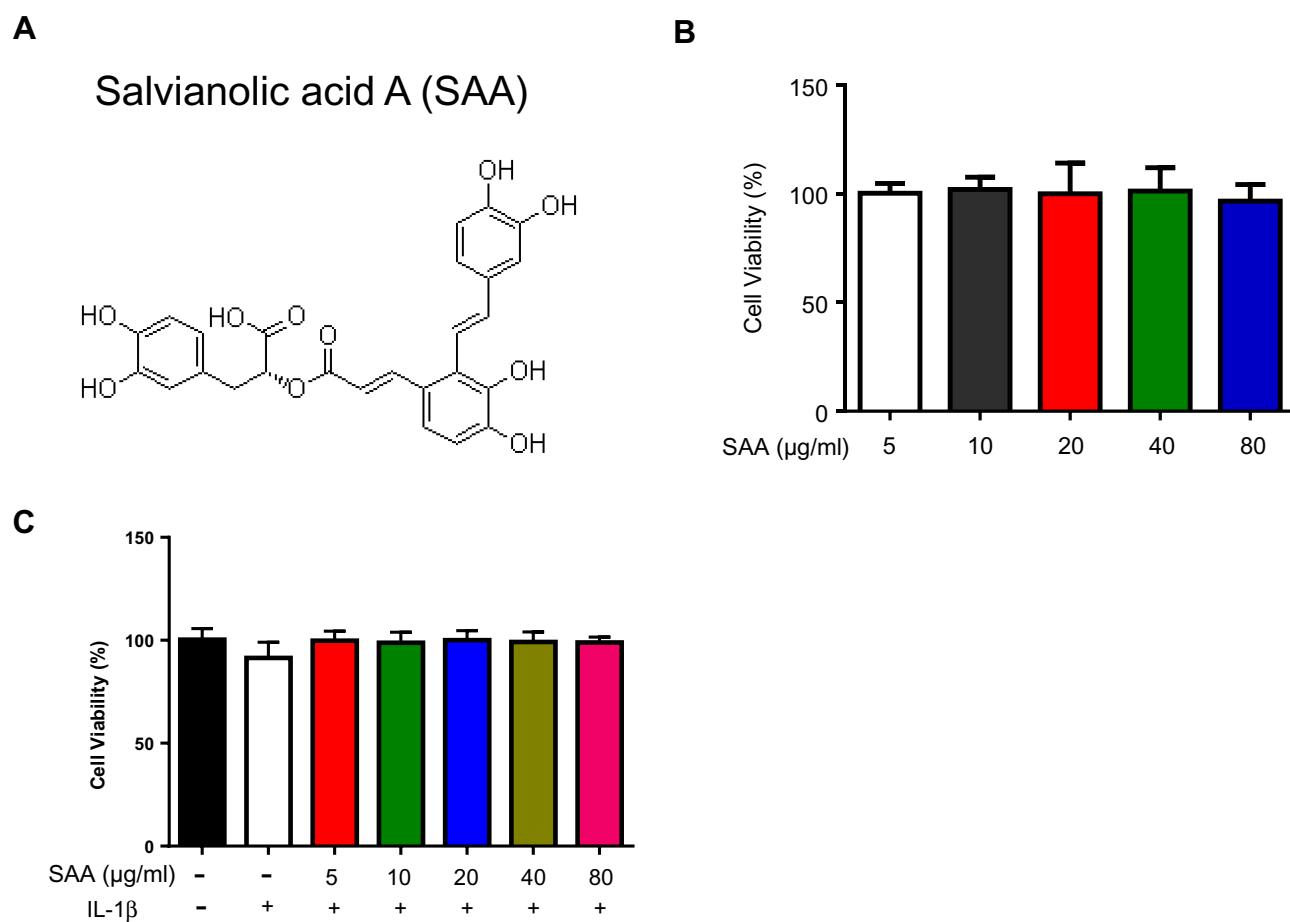 A
Salvianolic acid A (SAA)
OH
OH
HO
HO
HO
O
O
O
OH
OH
B
Cell Viability (%)
150
100
50
0
SAA (µg/ml) 5 10 20 40 80
C
Cell Viability (%)
150
100
50
0
SAA (µg/ml) - - 5 10 20 40 80
IL-1β - + + + + + +